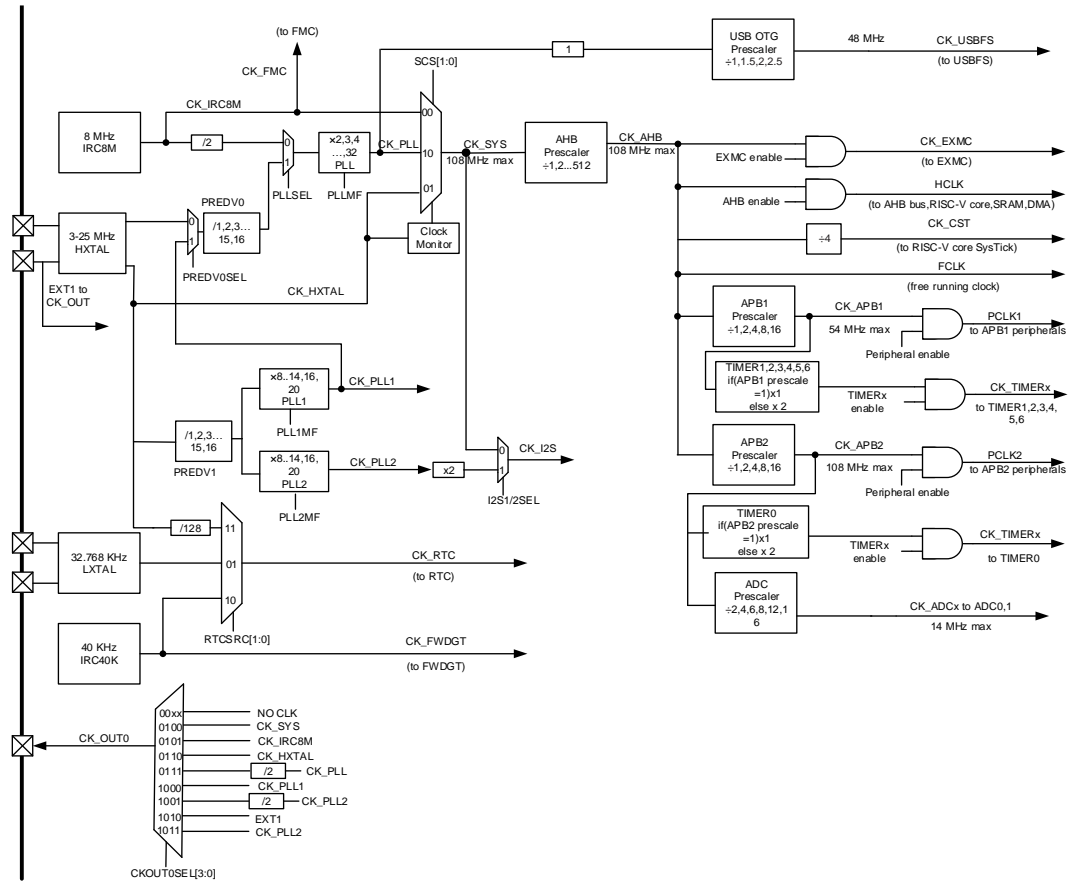 (to FMC)
CK_FMC
SCS[1:0]
1
USB OTG
Prescaler
÷1,1.5,2,2.5
48 MHz
CK_USBFS
(to USBFS)
CK_IRC8M
8 MHz
IRC8M
/2
0
1
PLLSEL
×2,3,4
…,32
PLL
PLLMF
CK_PLL
00
10
01
CK_SYS
108 MHz max
AHB
Prescaler
÷1,2...512
CK_AHB
108 MHz max
EXMC enable
CK_EXMC
(to EXMC)
AHB enable
HCLK
(to AHB bus,RISC-V core,SRAM,DMA)
PREDV0
/1,2,3…
15,16
0
1
PREDV0SEL
3-25 MHz
HXTAL
Clock
Monitor
÷4
CK_CST
(to RISC-V core SysTick)
FCLK
(free running clock)
EXT1 to
CK_OUT
CK_HXTAL
APB1
Prescaler
÷1,2,4,8,16
CK_APB1
54 MHz max
Peripheral enable
PCLK1
to APB1 peripherals
TIMER1,2,3,4,5,6
if(APB1 prescale
=1)x1
else x 2
TIMERx
enable
CK_TIMERx
to TIMER1,2,3,4,
5,6
×8..14,16,
20
PLL1
PLL1MF
CK_PLL1
/1,2,3…
15,16
PREDV1
×8..14,16,
20
PLL2
PLL2MF
CK_PLL2
x2
0
1
CK_I2S
I2S1/2SEL
APB2
Prescaler
÷1,2,4,8,16
CK_APB2
108 MHz max
Peripheral enable
PCLK2
to APB2 peripherals
TIMER0
if(APB2 prescale
=1)x1
else x 2
TIMERx
enable
CK_TIMERx
to TIMER0
/128
11
01
10
32.768 KHz
LXTAL
CK_RTC
(to RTC)
RTCSRC[1:0]
ADC
Prescaler
÷2,4,6,8,12,1
6
CK_ADCx to ADC0,1
14 MHz max
40 KHz
IRC40K
CK_FWDGT
(to FWDGT)
CK_OUT0
00xx NO CLK
0100 CK_SYS
0101 CK_IRC8M
0110 CK_HXTAL
0111 /2 CK_PLL
1000 CK_PLL1
1001 /2 CK_PLL2
1010 EXT1
1011 CK_PLL2
CKOUT0SEL[3:0]